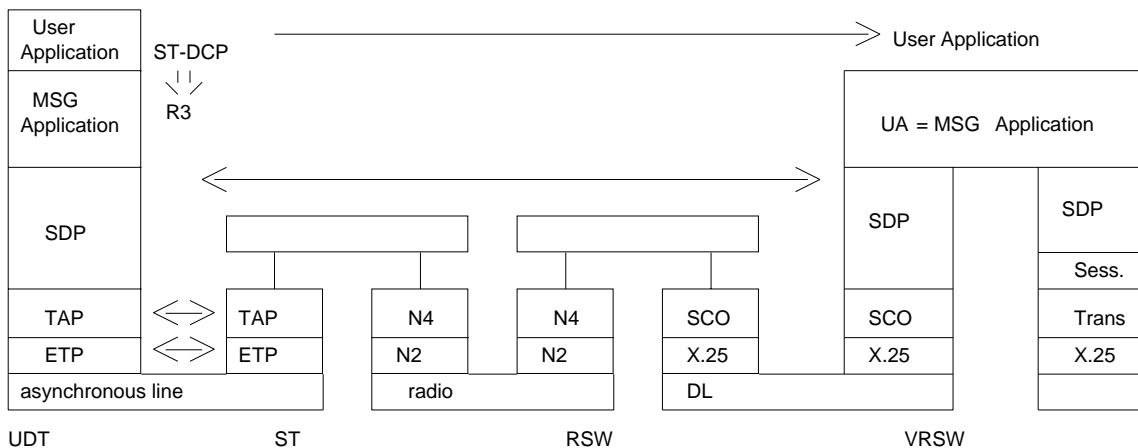 User
Application
ST-DCP
User Application
MSG
Application
R3
UA = MSG Application
SDP
SDP
SDP
Sess.
TAP
TAP
N4
N4
SCO
SCO
Trans
ETP
ETP
N2
N2
X.25
X.25
X.25
asynchronous line
radio
DL
UDT
ST
RSW
VRSW